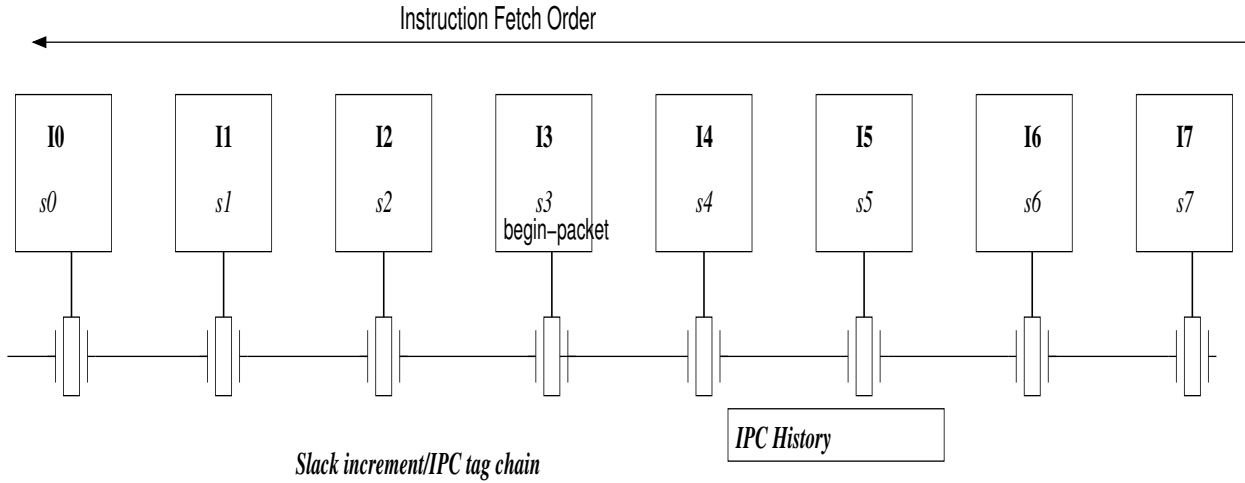 Instruction Fetch Order
I0 I1 I2 I3 I4 I5 I6 I7
s0 s1 s2 s3 s4 s5 s6 s7
begin−packet
IPC History
Slack increment/IPC tag chain